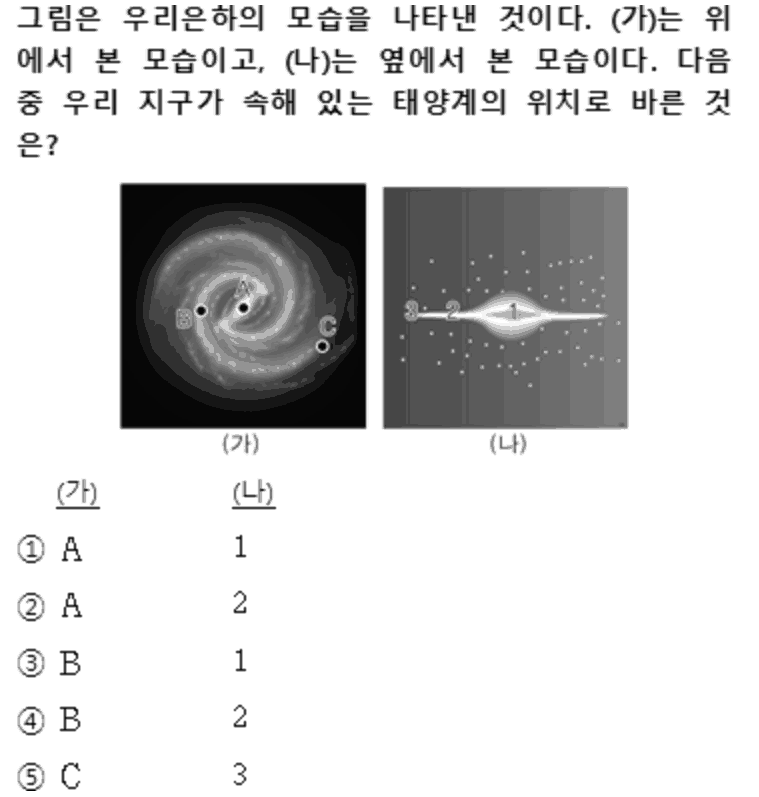 그림은 우리은하의 모습을 나타낸 것이다. (가)는 위
에서 본 모습이고, (나)는 옆에서 본 모습이다. 다음
중 우리 지구가 속해 있는 태양계의 위치로 바른 것
은?
A
B
C
3 2 1
(가) (나)
(가) (나)
① A 1
② A 2
③ B 1
④ B 2
⑤ C 3